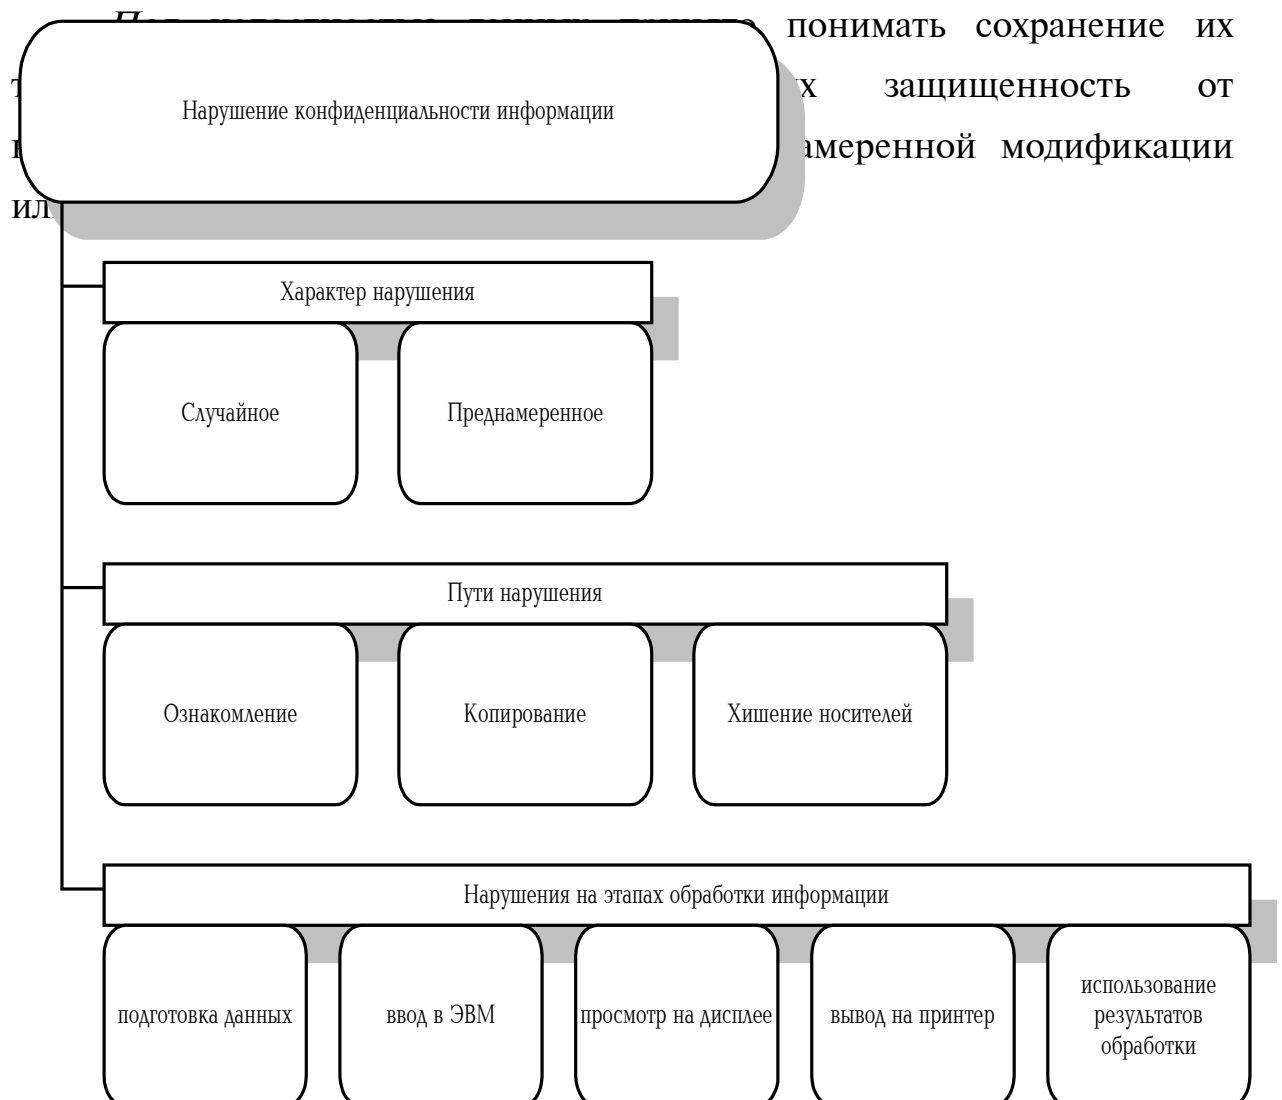 понимать сохранение их
защищенность от
модификации
Нарушение конфиденциальности информации
Характер нарушения
Случайное Преднамеренное
Пути нарушения
Ознакомление Копирование Хишение носителей
Нарушения на этапах обработки информации
подготовка данных ввод в ЭВМ просмотр на дисплее вывод на принтер использование
результатов
обработки